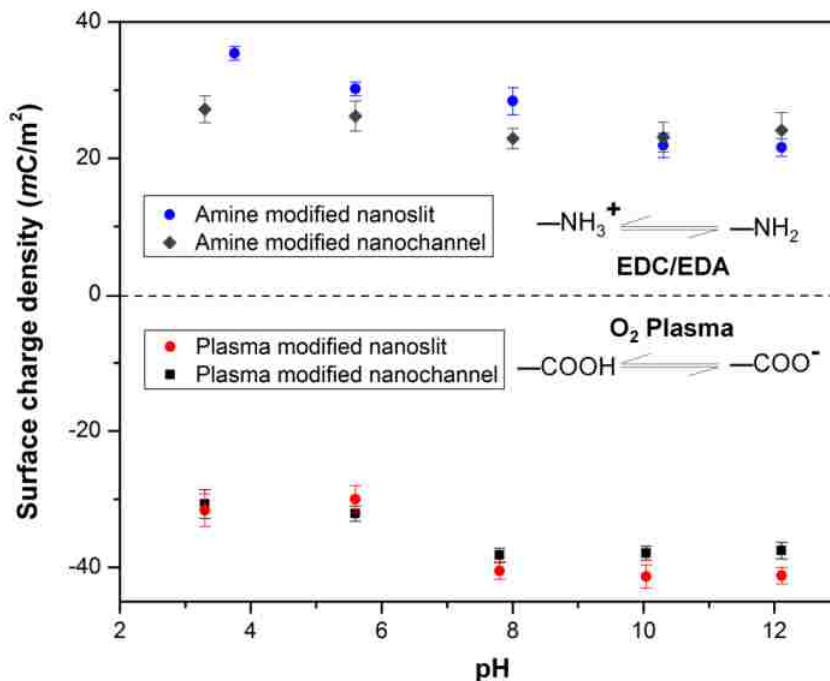 Surface charge density (mC/m²)
40
20
0
-20
-40
Amine modified nanoslit
Amine modified nanochannel
—NH₃⁺ —NH₂
EDC/EDA
O₂ Plasma
Plasma modified nanoslit
Plasma modified nanochannel
—COOH —COO⁻
2 4 6 8 10 12
pH